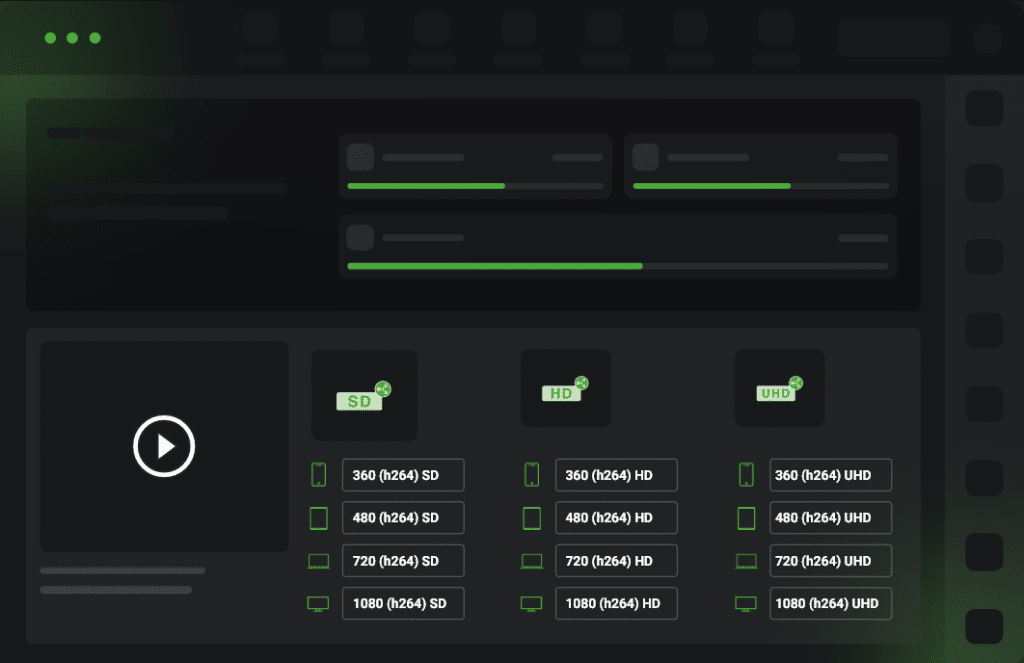 SD
HD
UHD
360 (h264) SD
360 (h264) HD
360 (h264) UHD
480 (h264) SD
480 (h264) HD
480 (h264) UHD
720 (h264) SD
720 (h264) HD
720 (h264) UHD
1080 (h264) SD
1080 (h264) HD
1080 (h264) UHD